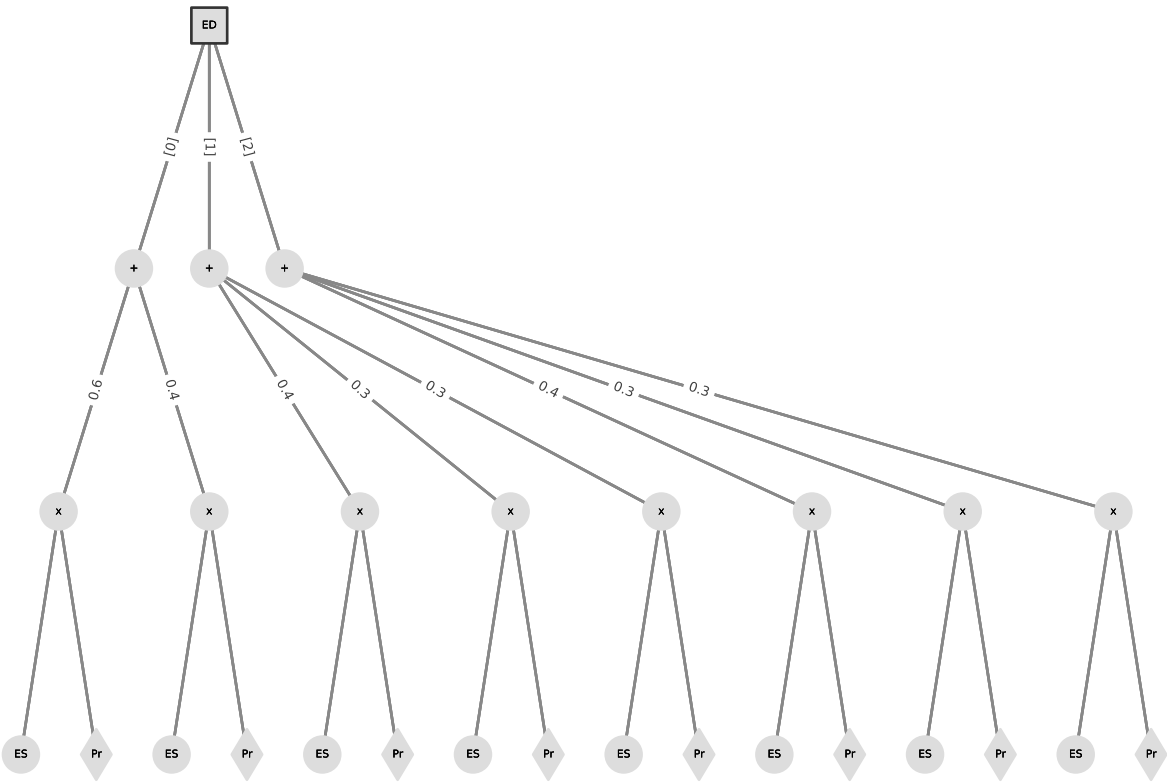 ED
[0] [1] [2]
+ + +
0.6 0.4 0.4 0.3 0.3 0.4 0.3 0.3
x x x x x x x x
ES Pr ES Pr ES Pr ES Pr ES Pr ES Pr ES Pr ES Pr